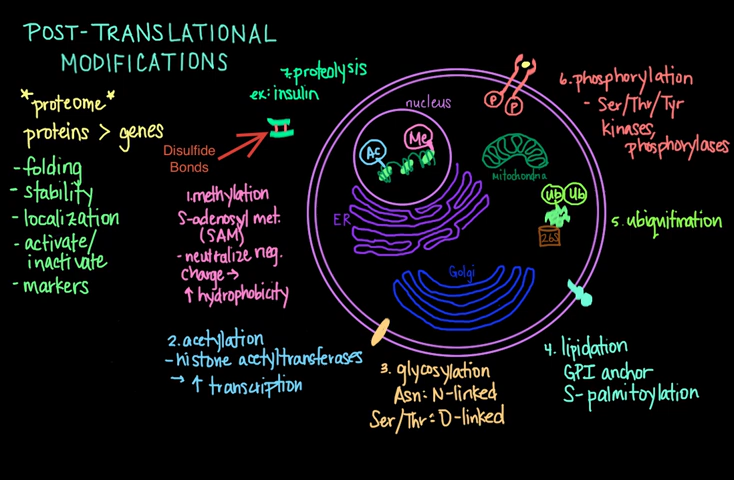 POST-TRANSLATIONAL
MODIFICATIONS
*proteome*
proteins > genes
-folding
-stability
-localization
-activate/
inactivate
-markers
7. proteolysis
ex: insulin
Disulfide
Bonds
1. methylation
S-adenosyl met.
(SAM)
-neutralize neg.
charge →
↑ hydrophobicity
2. acetylation
-histone acetyltransferases
→ ↑ transcription
3. glycosylation
Asn: N-linked
Ser/Thr: O-linked
4. lipidation
GPI anchor
S-palmitoylation
5. ubiquitination
6. phosphorylation
- Ser/Thr/Tyr
kinases,
phosphorylases
nucleus
Ac
Me
ER
Golgi
Mitochondria
Ub Ub
26S
P P